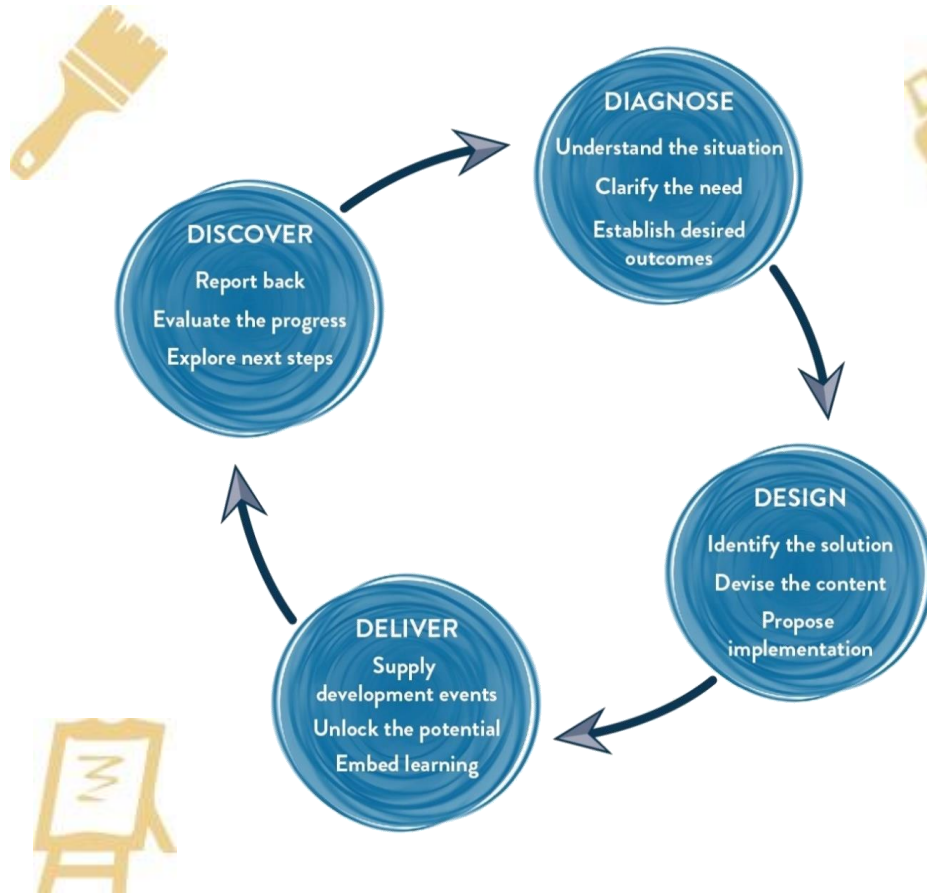 DIAGNOSE
Understand the situation
Clarify the need
Establish desired
outcomes
DISCOVER
Report back
Evaluate the progress
Explore next steps
DESIGN
Identify the solution
Devise the content
Propose
implementation
DELIVER
Supply
development events
Unlock the potential
Embed learning